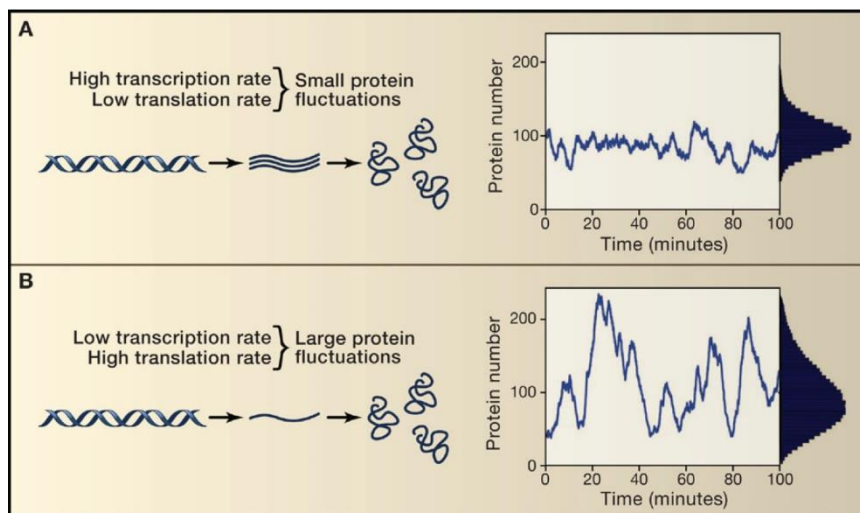 A
High transcription rate
Low translation rate
Small protein
fluctuations
Protein number
200
100
0
0 20 40 60 80 100
Time (minutes)
B
Low transcription rate
High translation rate
Large protein
fluctuations
Protein number
200
100
0
0 20 40 60 80 100
Time (minutes)